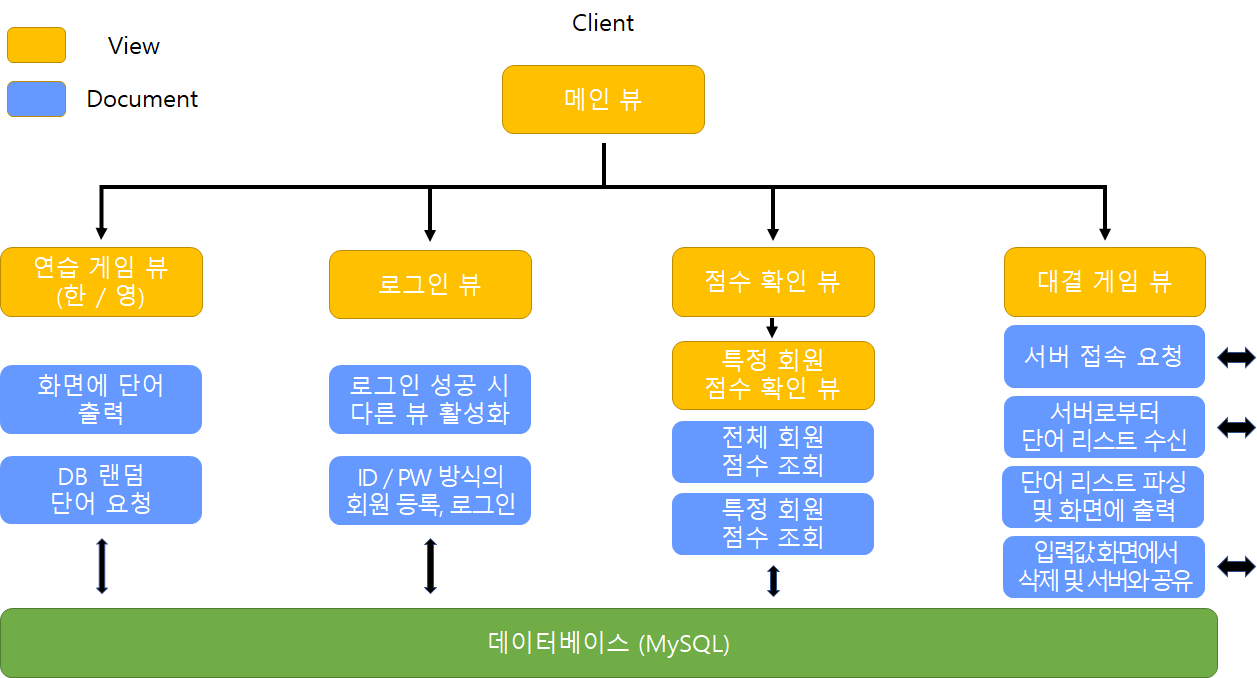 Client
View
Document
메인 뷰
연습 게임 뷰
(한 / 영)
화면에 단어
출력
DB 랜덤
단어 요청
로그인 뷰
로그인 성공 시
다른 뷰 활성화
ID / PW 방식의
회원 등록, 로그인
점수 확인 뷰
특정 회원
점수 확인 뷰
전체 회원
점수 조회
특정 회원
점수 조회
대결 게임 뷰
서버 접속 요청
서버로부터
단어 리스트 수신
단어 리스트 파싱
및 화면에 출력
입력값 화면에서
삭제 및 서버와 공유
데이터베이스 (MySQL)